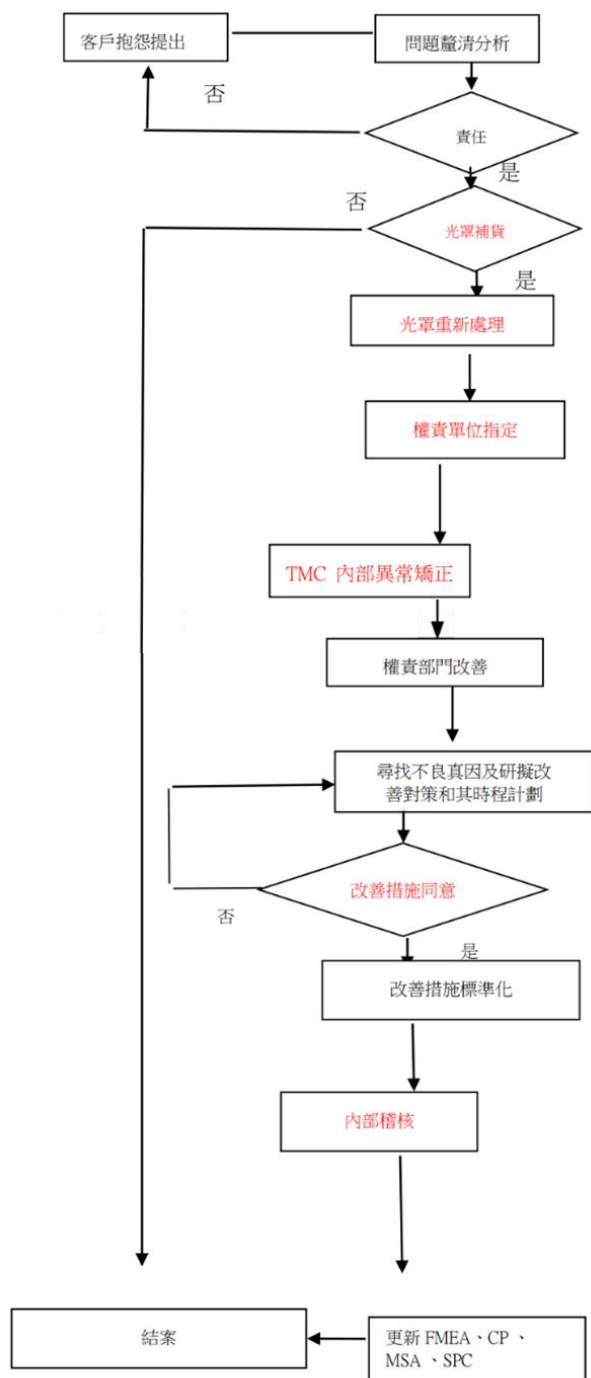 客戶抱怨提出
問題釐清分析
否
責任
是
否
光罩補貨
是
光罩重新處理
權責單位指定
TMC 內部異常矯正
權責部門改善
尋找不良真因及研擬改
善對策和其時程計劃
改善措施同意
否
是
改善措施標準化
內部稽核
結案
更新 FMEA、CP 、
MSA 、SPC